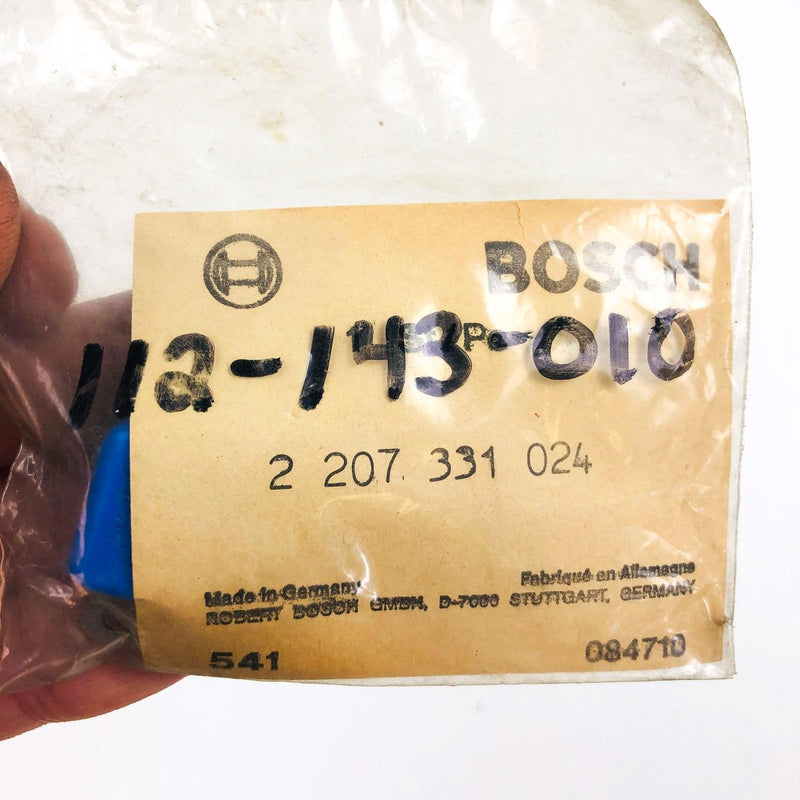 BOSCH
112-143-010
2 207 331 024
Made in Germany Fabriqué en Allemagne
ROBERT BOSCH GMBH, D-7000 STUTTGART, GERMANY
541 084710